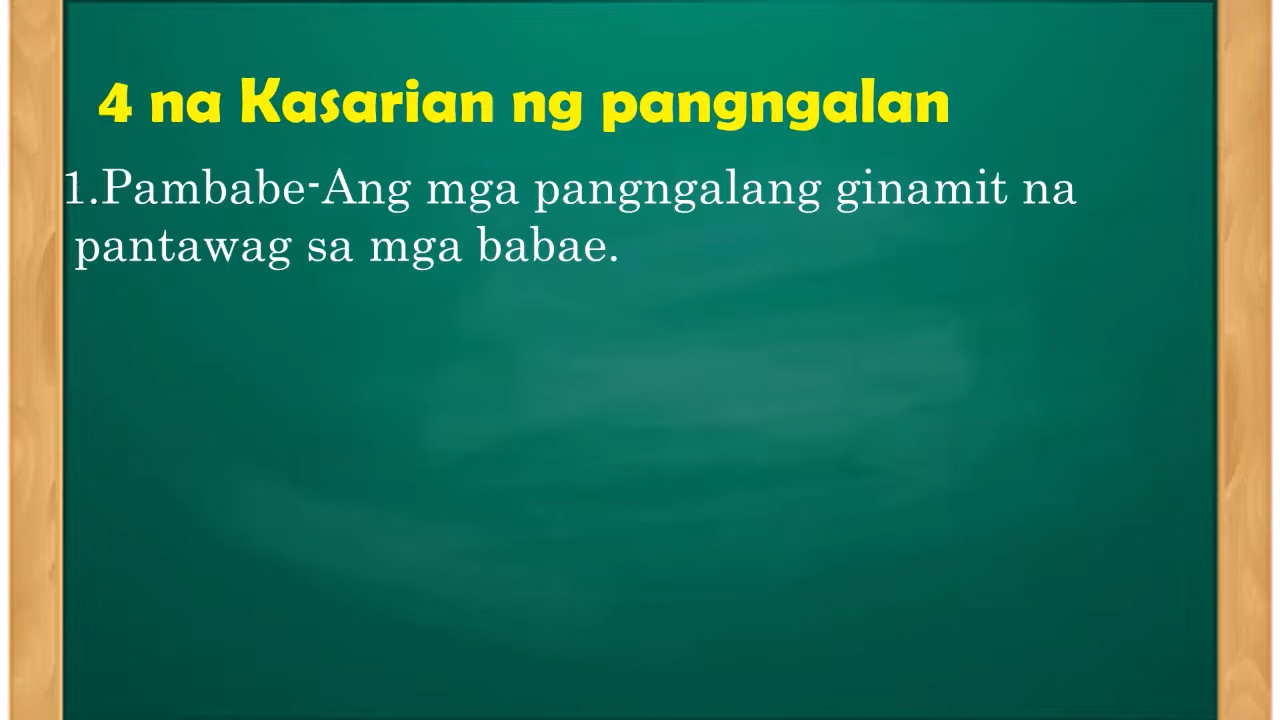 4 na Kasarian ng pangngalan
1.Pambabe-Ang mga pangngalang ginamit na
pantawag sa mga babae.